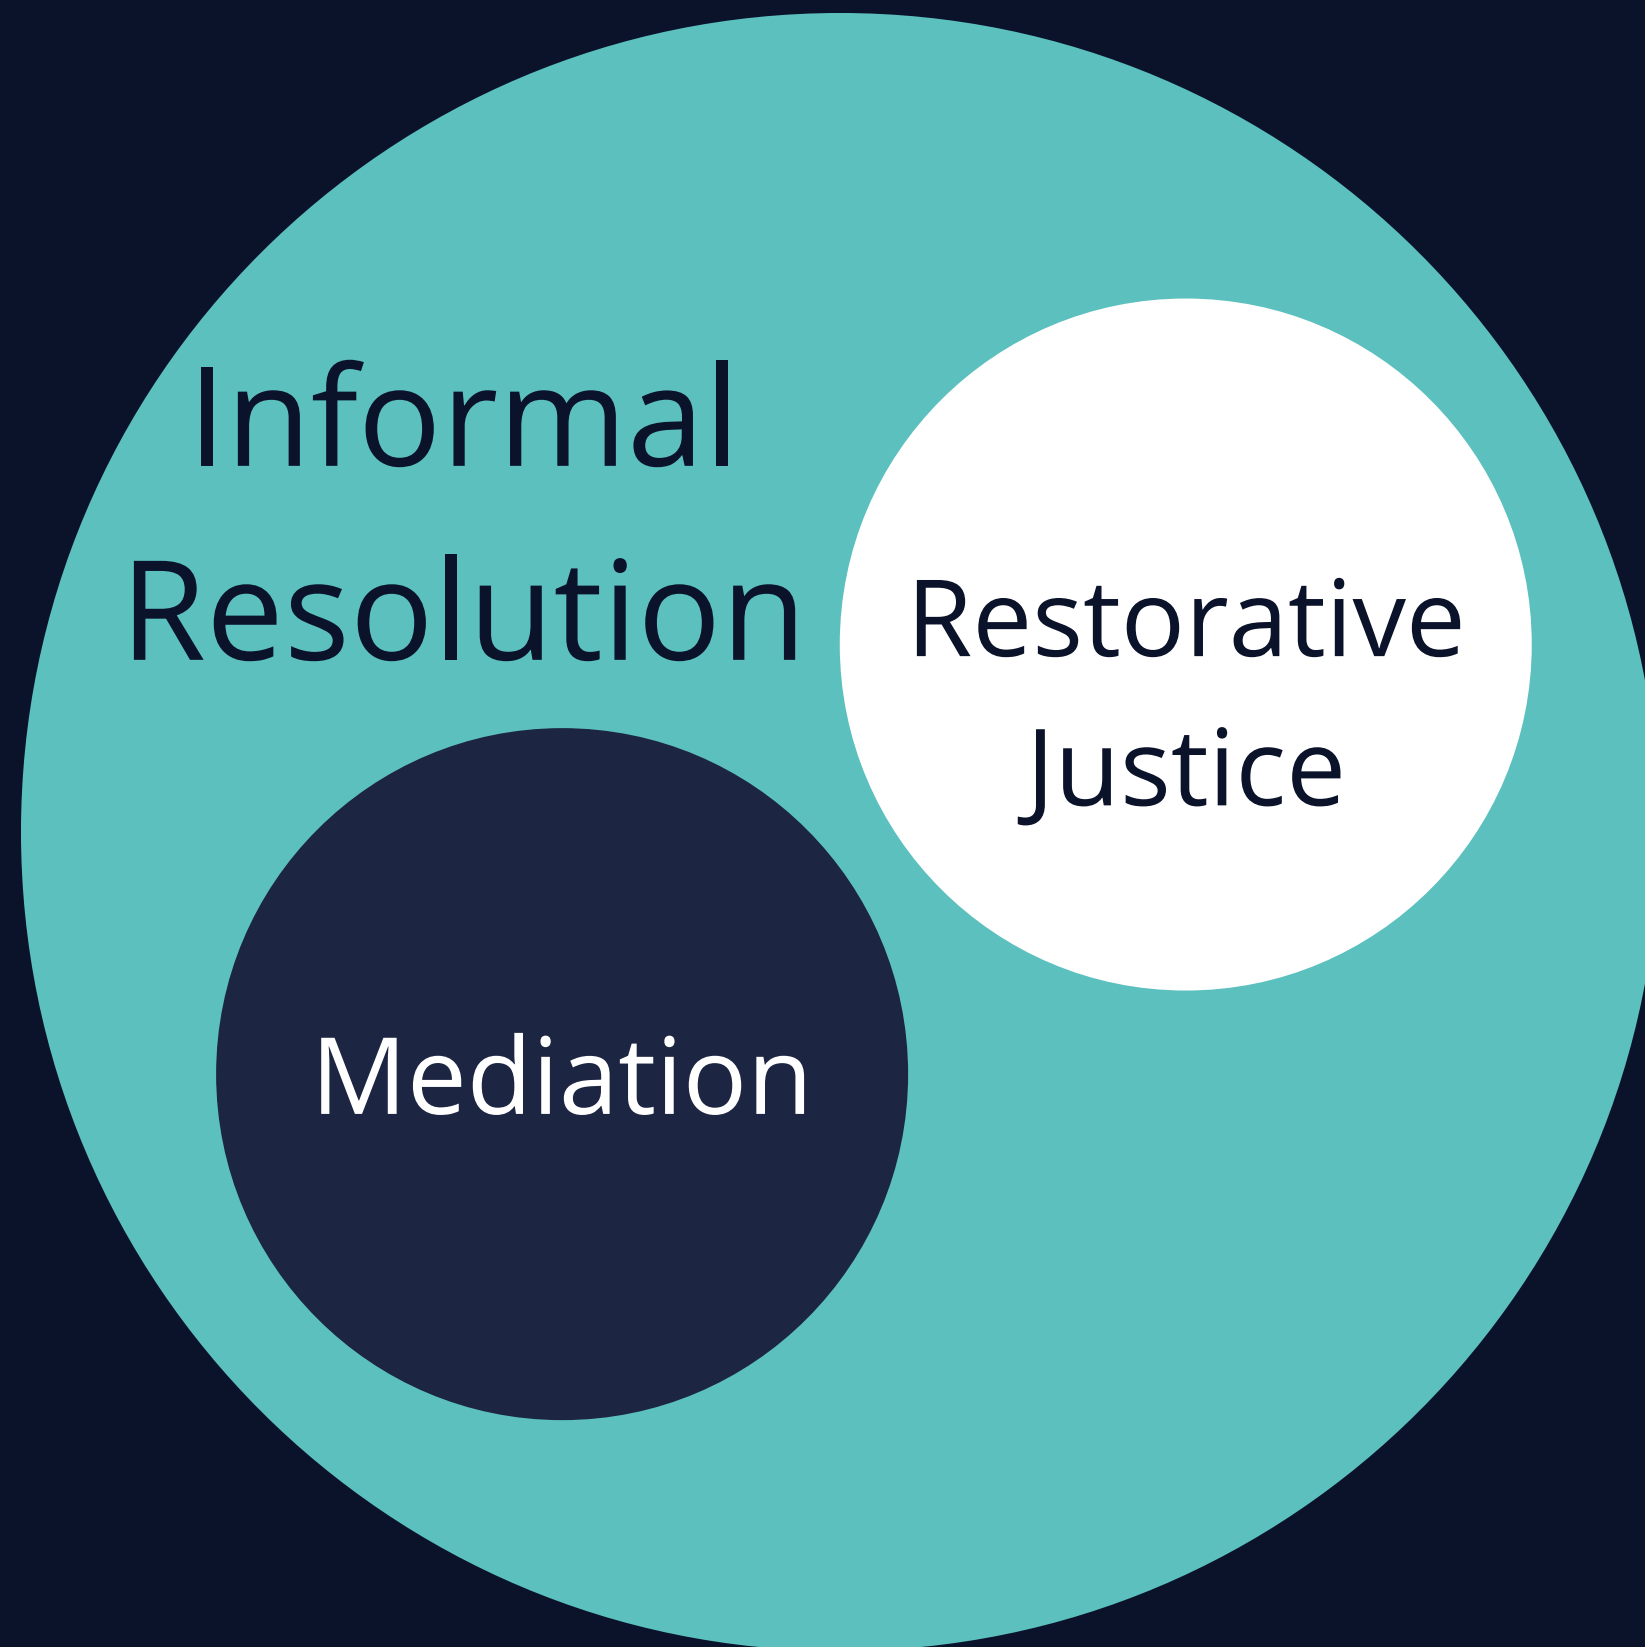 Informal
Resolution
Restorative
Justice
Mediation